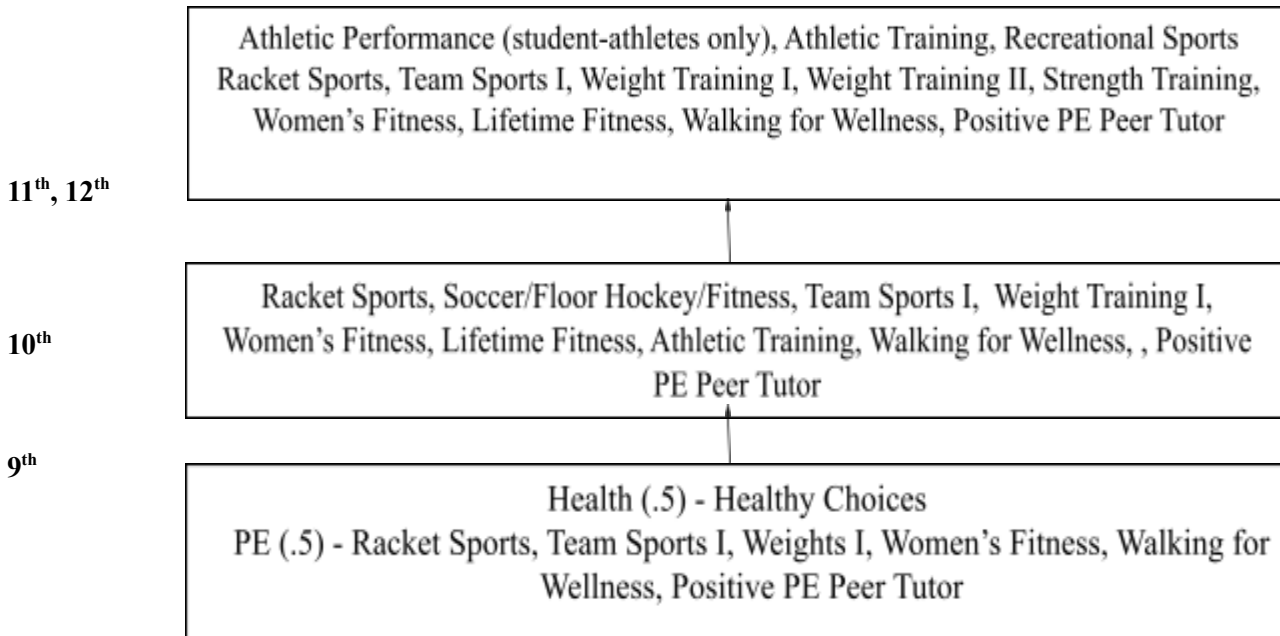 Athletic Performance (student-athletes only), Athletic Training, Recreational Sports
Racket Sports, Team Sports I, Weight Training I, Weight Training II, Strength Training,
Women's Fitness, Lifetime Fitness, Walking for Wellness, Positive PE Peer Tutor
11th, 12th
Racket Sports, Soccer/Floor Hockey/Fitness, Team Sports I, Weight Training I,
Women's Fitness, Lifetime Fitness, Athletic Training, Walking for Wellness, , Positive
PE Peer Tutor
10th
9th
Health (.5) - Healthy Choices
PE (.5) - Racket Sports, Team Sports I, Weights I, Women's Fitness, Walking for
Wellness, Positive PE Peer Tutor